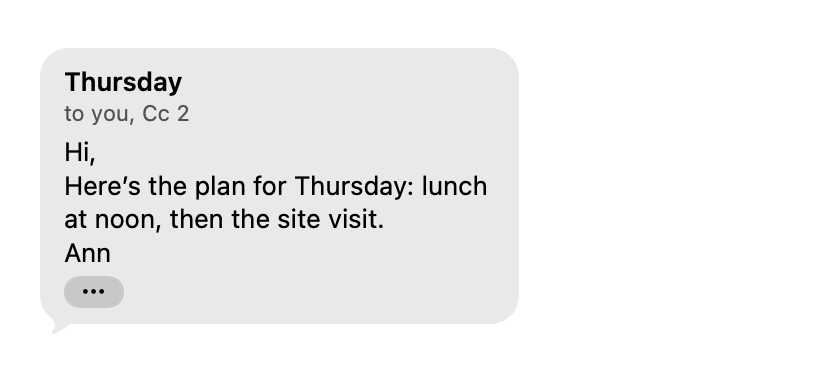 Thursday
to you, Cc 2
Hi,
Here’s the plan for Thursday: lunch
at noon, then the site visit.
Ann
•••